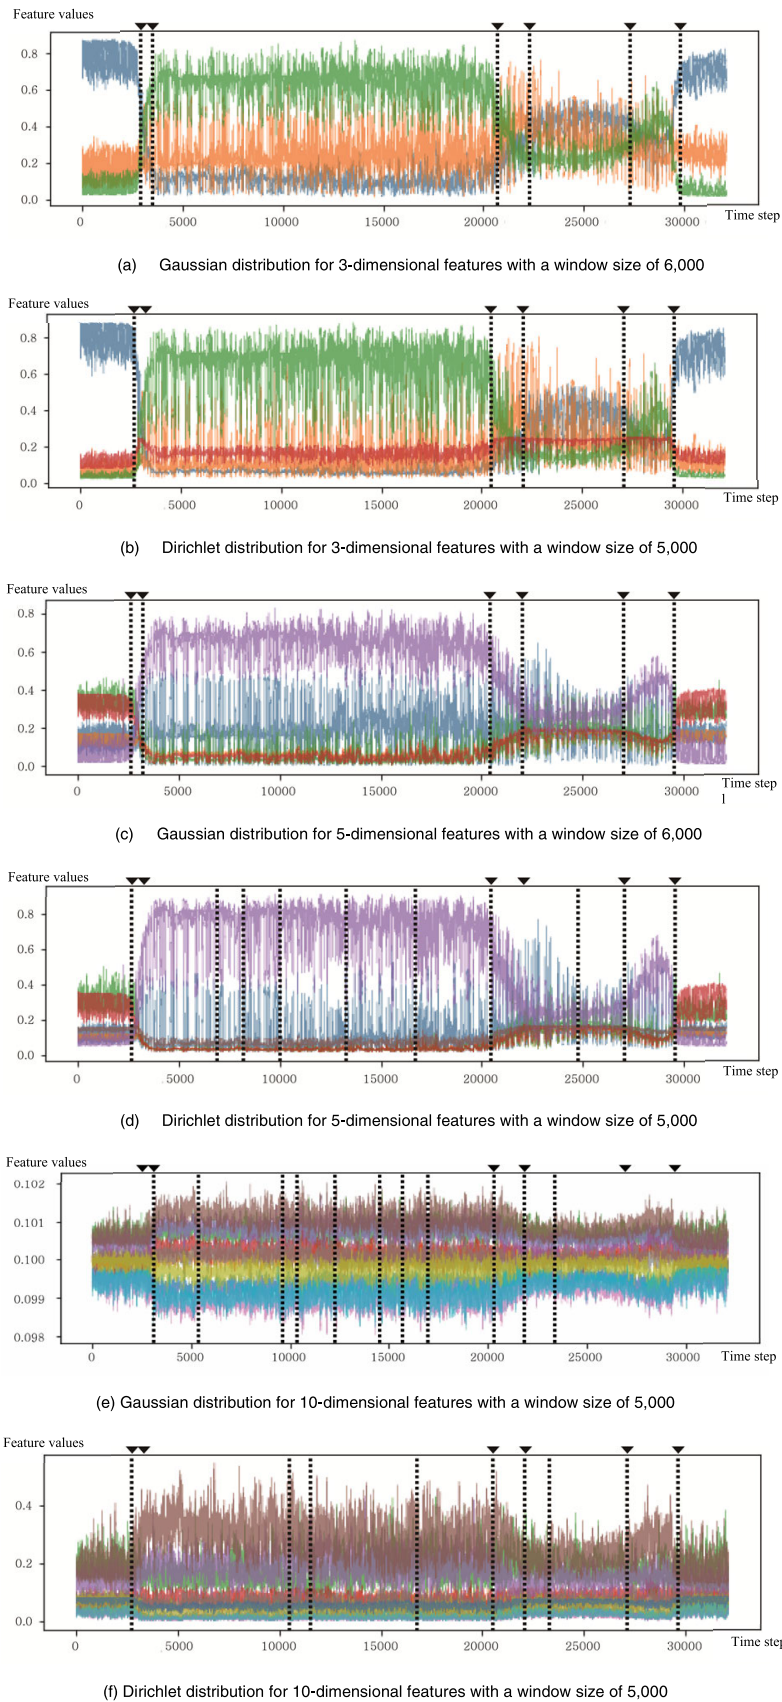 Feature values
0.8
0.6
0.4
0.2
0.0
0 5000 10000 15000 20000 25000 30000 Time step
(a) Gaussian distribution for 3-dimensional features with a window size of 6,000
Feature values
0.8
0.6
0.4
0.2
0.0
0 5000 10000 15000 20000 25000 30000 Time step
(b) Dirichlet distribution for 3-dimensional features with a window size of 5,000
Feature values
0.8
0.6
0.4
0.2
0.0
0 5000 10000 15000 20000 25000 30000 Time step
l
(c) Gaussian distribution for 5-dimensional features with a window size of 6,000
Feature values
0.8
0.6
0.4
0.2
0.0
0 5000 10000 15000 20000 25000 30000 Time step
(d) Dirichlet distribution for 5-dimensional features with a window size of 5,000
Feature values
0.102
0.101
0.100
0.099
0.098
0 5000 10000 15000 20000 25000 30000 Time step
(e) Gaussian distribution for 10-dimensional features with a window size of 5,000
Feature values
0.4
0.2
0.0
0 5000 10000 15000 20000 25000 30000 Time step
(f) Dirichlet distribution for 10-dimensional features with a window size of 5,000